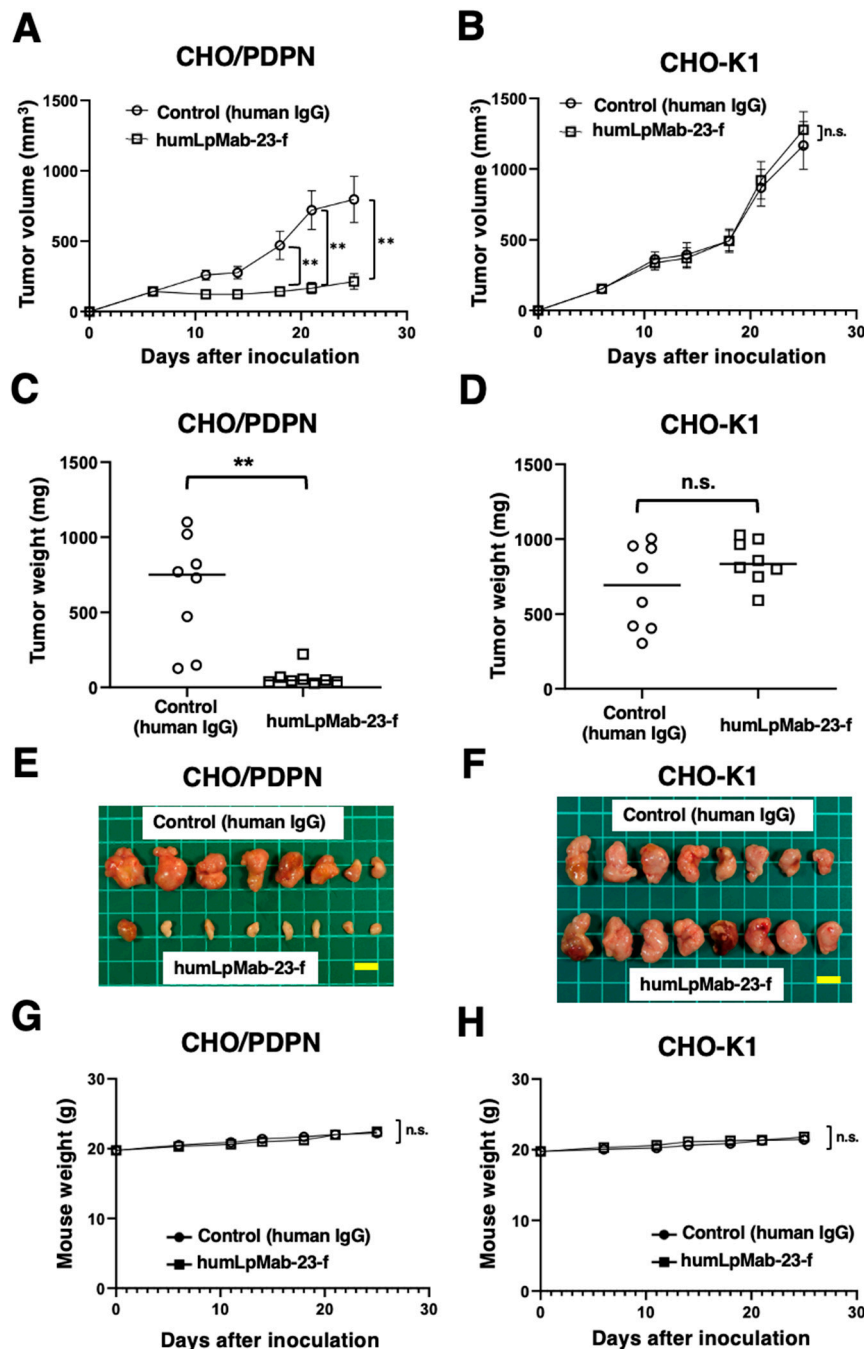 A
CHO/PDPN
Tumor volume (mm³)
1500
1000
500
0
Control (human IgG)
humLpMab-23-f
**
**
**
0
10
20
30
Days after inoculation
B
CHO-K1
Tumor volume (mm³)
1500
1000
500
0
Control (human IgG)
humLpMab-23-f
n.s.
0
10
20
30
Days after inoculation
C
CHO/PDPN
Tumor weight (mg)
1500
1000
500
0
**
Control
(human IgG)
humLpMab-23-f
D
CHO-K1
Tumor weight (mg)
1500
1000
500
0
n.s.
Control
(human IgG)
humLpMab-23-f
E
CHO/PDPN
Control (human IgG)
humLpMab-23-f
F
CHO-K1
Control (human IgG)
humLpMab-23-f
G
CHO/PDPN
Mouse weight (g)
30
20
10
0
n.s.
Control (human IgG)
humLpMab-23-f
0
10
20
30
Days after inoculation
H
CHO-K1
Mouse weight (g)
30
20
10
0
n.s.
Control (human IgG)
humLpMab-23-f
0
10
20
30
Days after inoculation